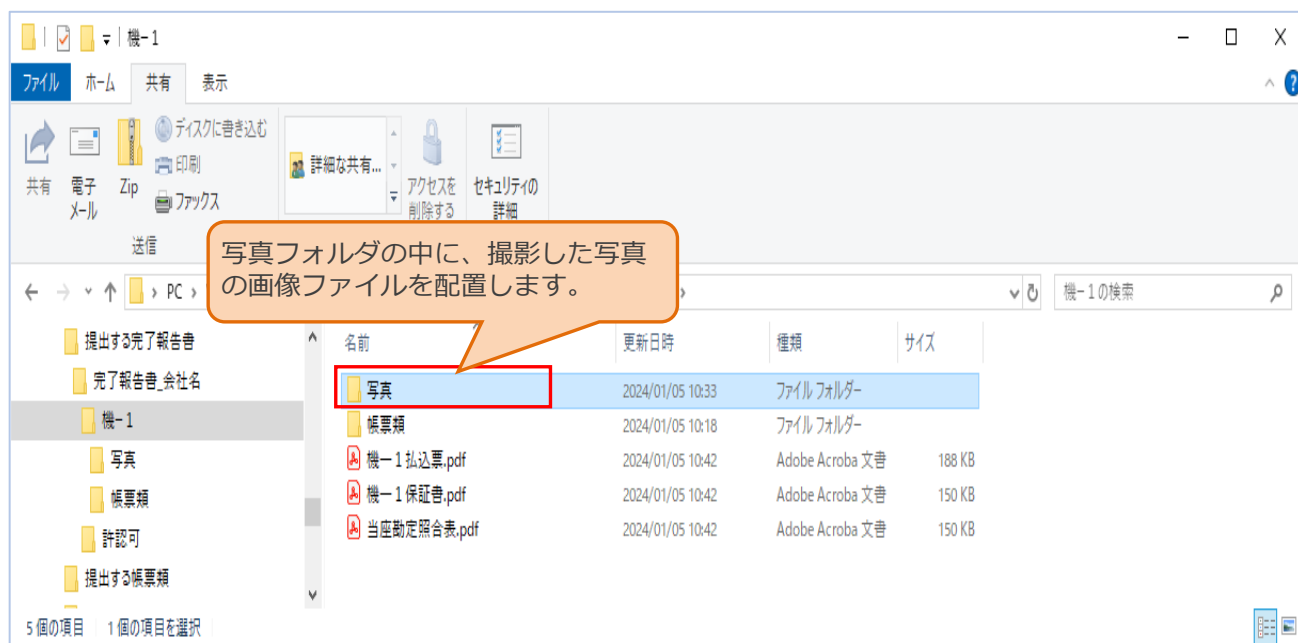 機-1
ファイル ホーム 共有 表示
共有
電子
メール
Zip
ディスクに書き込む
印刷
ファックス
詳細な共有...
アクセスを
削除する
セキュリティの
詳細
送信
写真フォルダの中に、撮影した写真
の画像ファイルを配置します。
PC
機-1の検索
提出する完了報告書
完了報告書_会社名
機-1
写真
帳票類
許認可
提出する帳票類
名前 更新日時 種類 サイズ
写真 2024/01/05 10:33 ファイル フォルダー
帳票類 2024/01/05 10:18 ファイル フォルダー
機ー1払込票.pdf 2024/01/05 10:42 Adobe Acroba 文書 188 KB
機ー1保証書.pdf 2024/01/05 10:42 Adobe Acroba 文書 150 KB
当座勘定照合表.pdf 2024/01/05 10:42 Adobe Acroba 文書 150 KB
5 個の項目 1 個の項目を選択